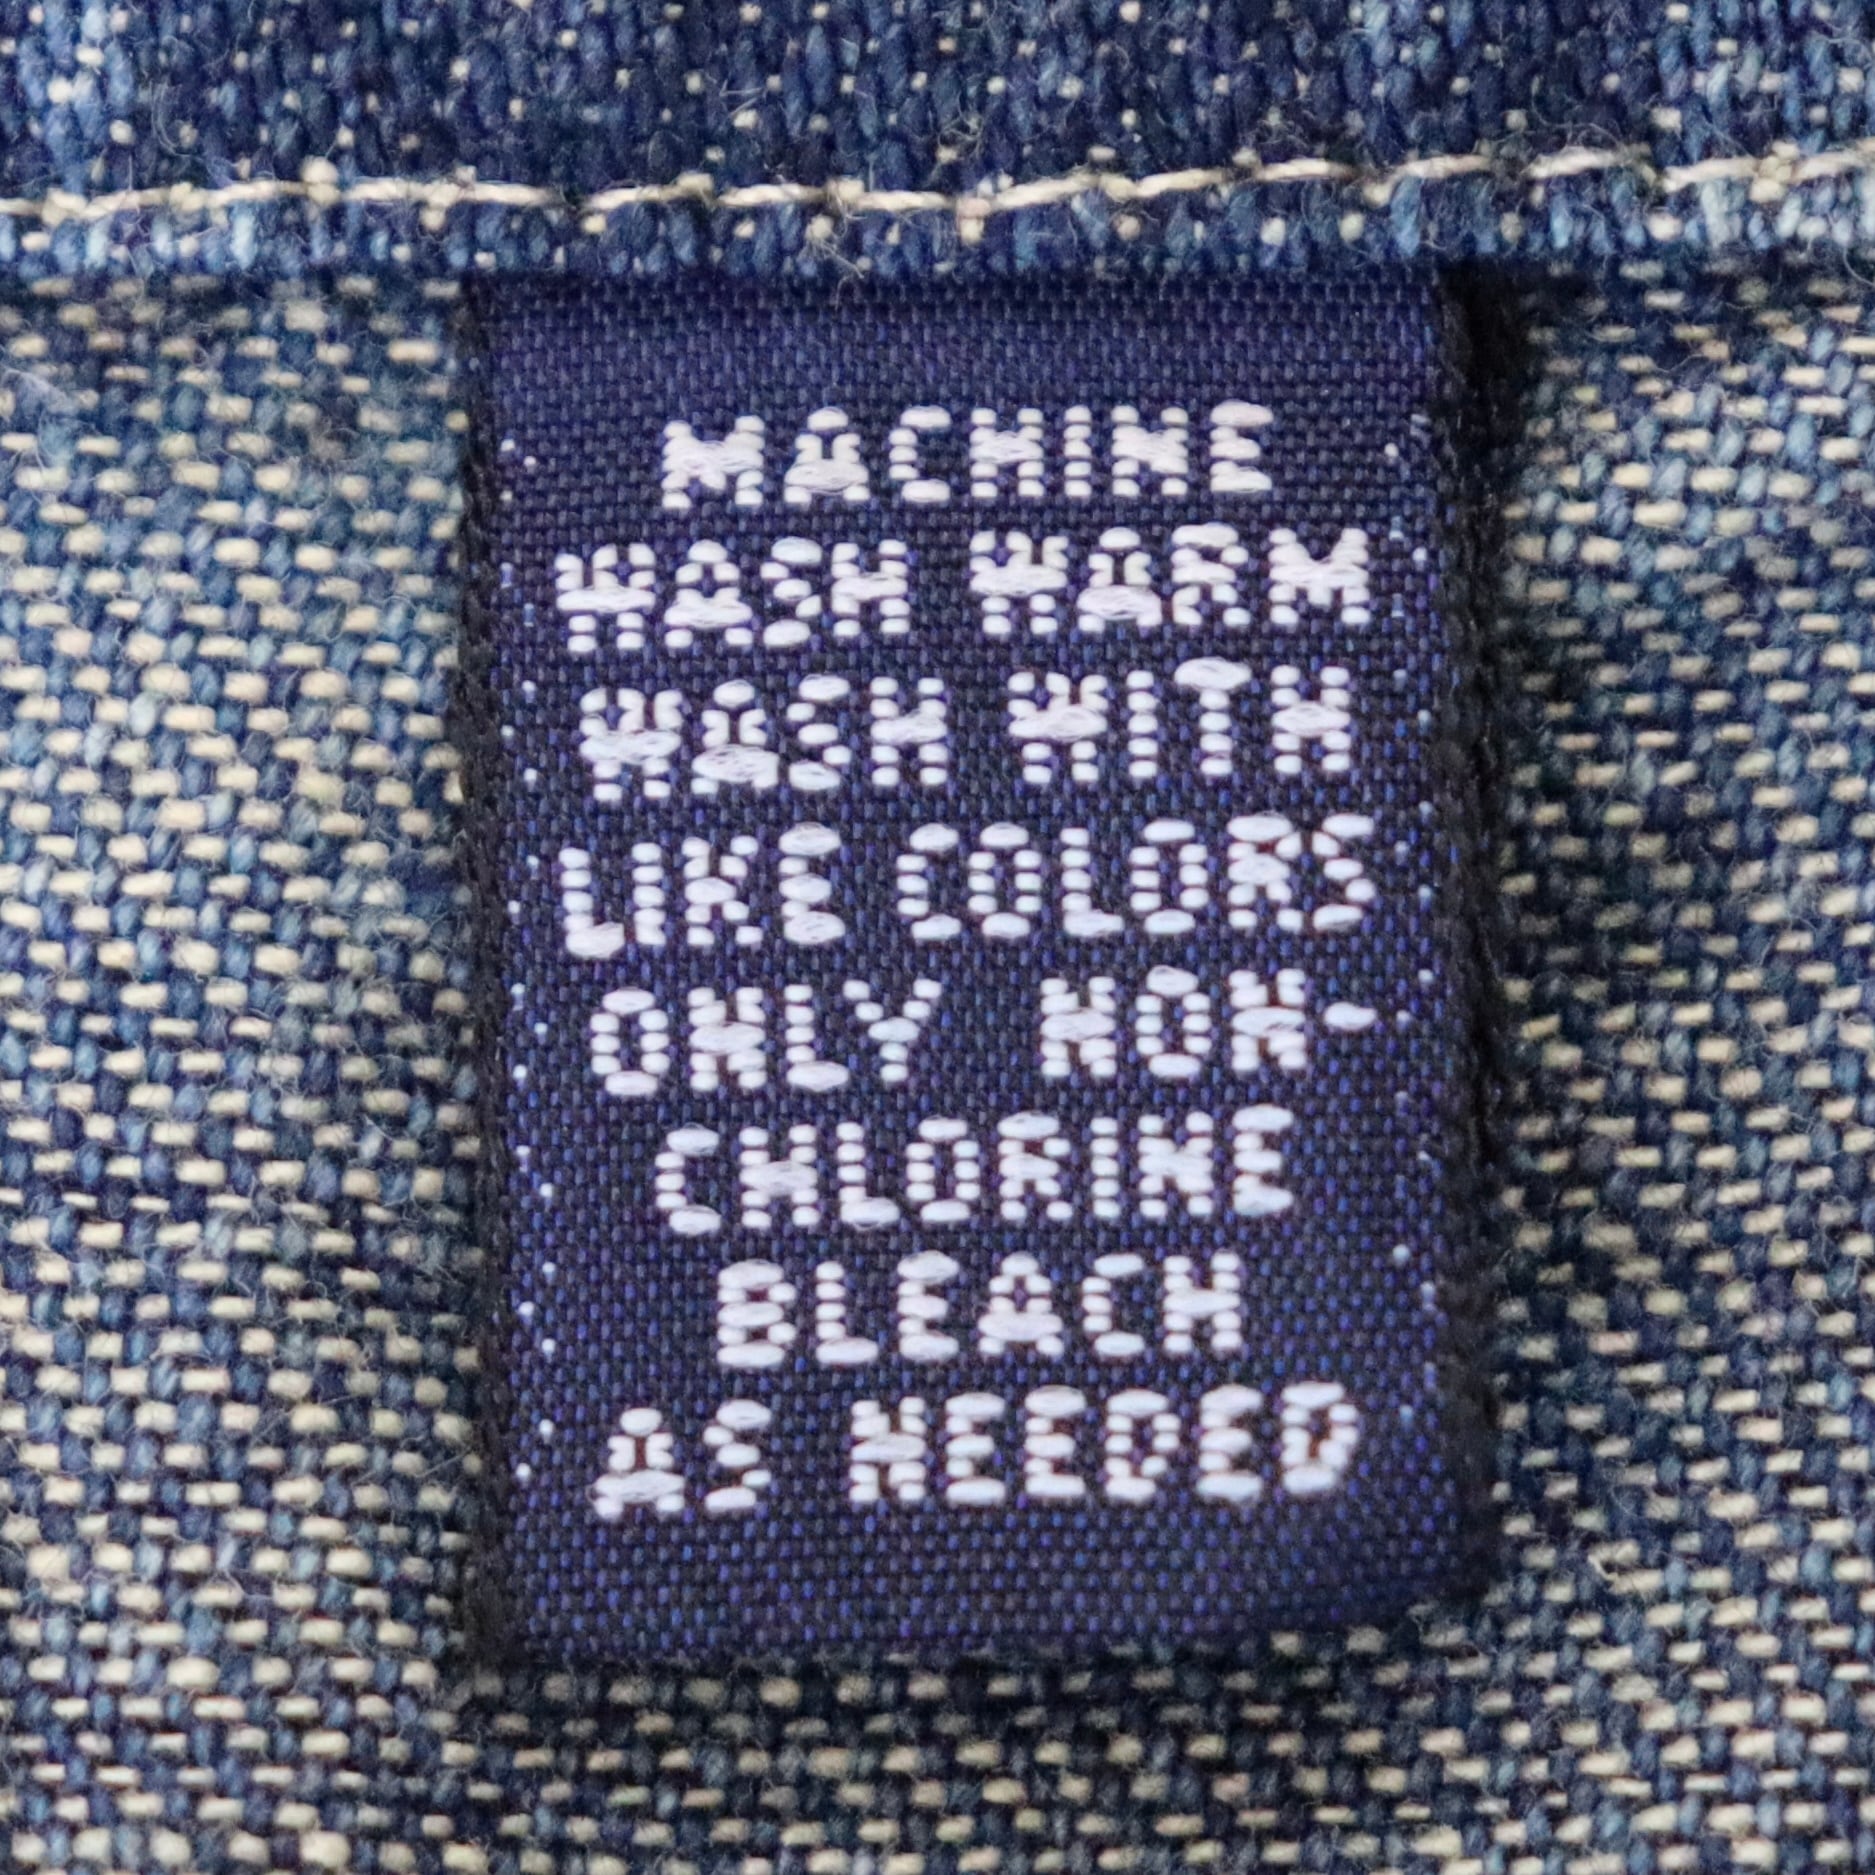 MACHINE
WASH WARM
WASH WITH
LIKE COLORS
ONLY NON-
CHLORINE
BLEACH
AS NEEDED